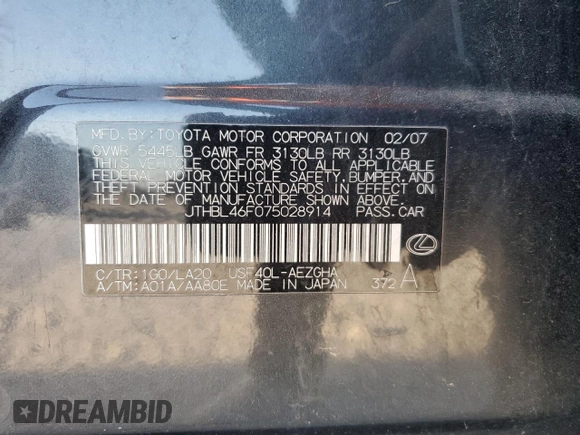 MFD.BY:TOYOTA MOTOR CORPORATION 02/07
GVWR 5445LB GAWR FR 3130LB RR 3130LB
THIS VEHICLE CONFORMS TO ALL APPLICABLE
FEDERAL MOTOR VEHICLE SAFETY,BUMPER,AND
THEFT PREVENTION STANDARDS IN EFFECT ON
THE DATE OF MANUFACTURE SHOWN ABOVE.
JTHBL46F075028914 PASS.CAR
C/TR:1G0/LA20 USF40L-AEZGHA
A/TM:A01A/AA80E MADE IN JAPAN 372 A
DREAMBID